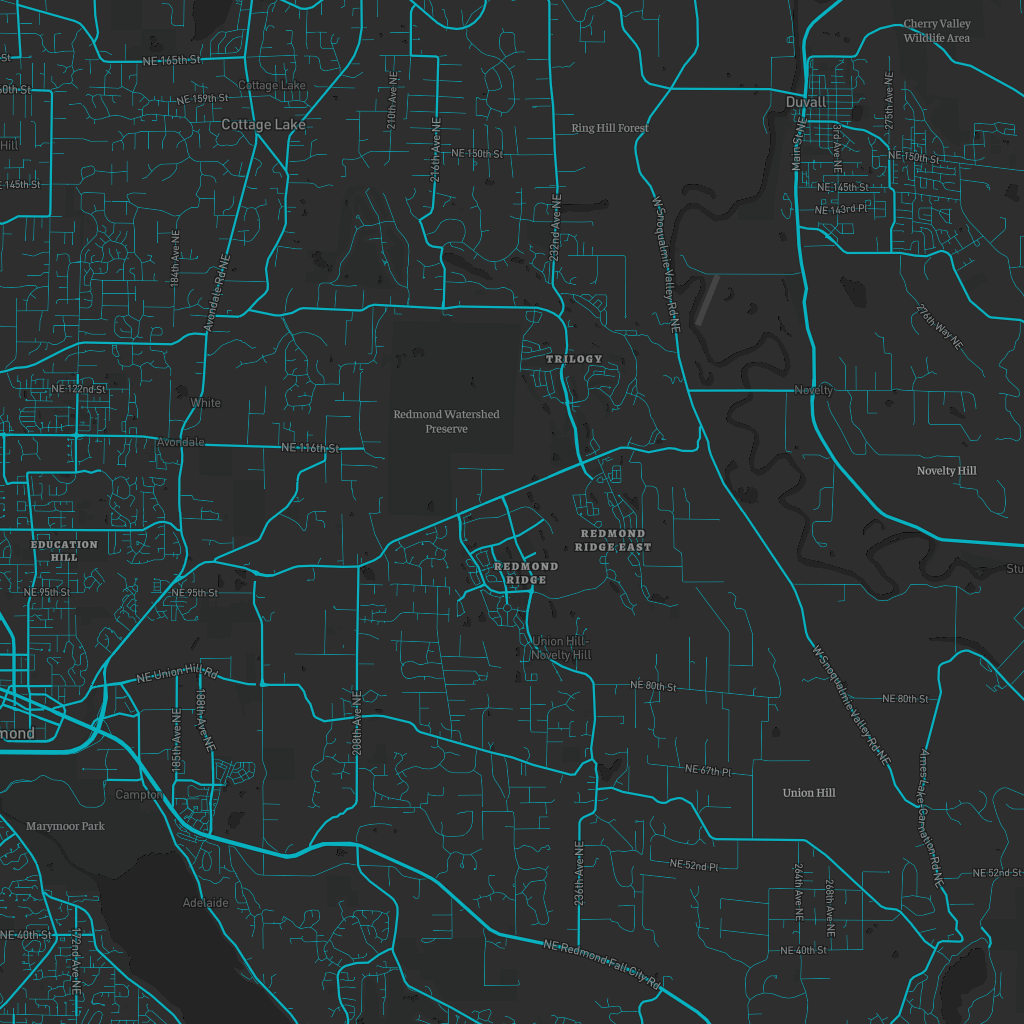 Cherry Valley
Wildlife Area
St
NE 165th St
Cottage Lake
50th St
NE 159th St
210th Ave NE
275th Ave NE
Duvall
Cottage Lake
216th Ave NE
Ring Hill Forest
Main St NE
3rd Ave NE
Hill
NE 150th St
NE 150th St
E 145th St
NE 145th St
NE 143rd Pl
184th Ave NE
232nd Ave NE
W Snoqualmie Valley Rd NE
Avondale Rd NE
276th Way NE
TRILOGY
NE 122nd St
Novelty
White
Redmond Watershed
Preserve
Avondale
NE 116th St
Novelty Hill
EDUCATION
HILL
REDMOND
RIDGE EAST
REDMOND
RIDGE
Stu
NE 95th St
NE 95th St
Union Hill-
Novelty Hill
NE Union Hill Rd
NE 80th St
NE 80th St
W Snoqualmie Valley Rd NE
188th Ave NE
185th Ave NE
208th Ave NE
mond
NE 67th Pl
Ames Lake-Carnation Rd NE
Campton
Union Hill
Marymoor Park
NE 52nd Pl
NE 52nd St
236th Ave NE
264th Ave NE
268th Ave NE
Adelaide
NE 40th St
172nd Ave NE
NE Redmond Fall City Rd
NE 40th St